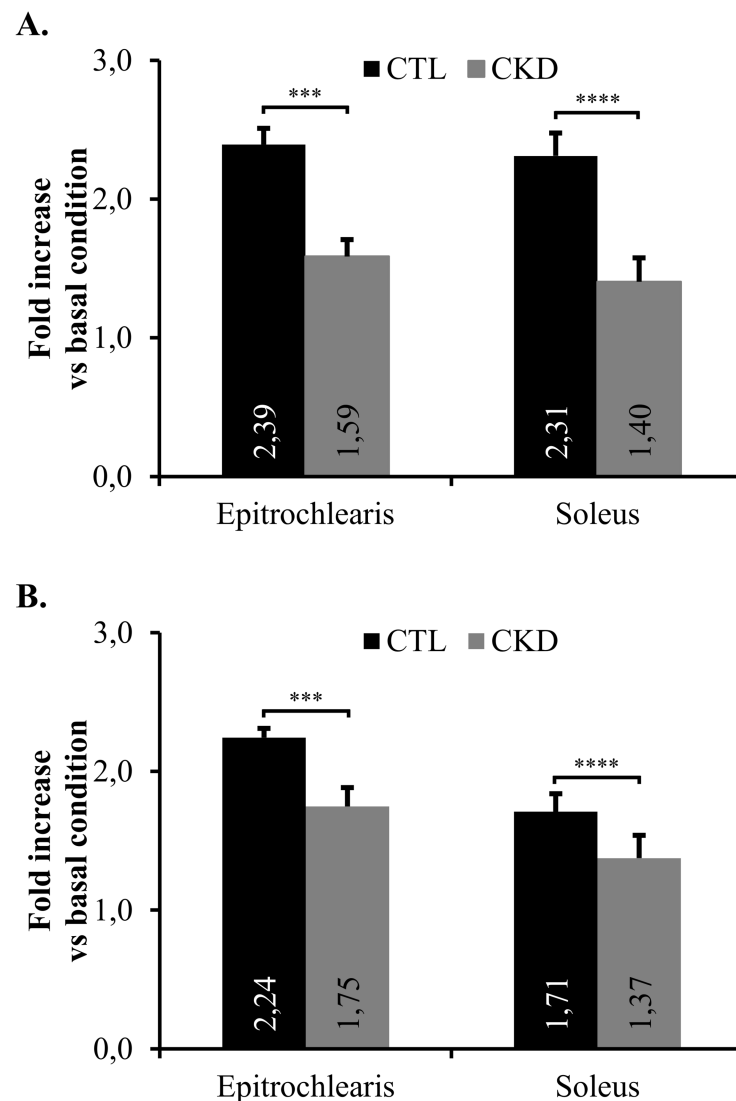 A.
3,0
CTL CKD
***
****
2,0
Fold increase
vs basal condition
1,0
2,39
1,59
2,31
1,40
0,0
Epitrochlearis
Soleus
B.
3,0
CTL CKD
***
****
2,0
Fold increase
vs basal condition
1,0
2,24
1,75
1,71
1,37
0,0
Epitrochlearis
Soleus